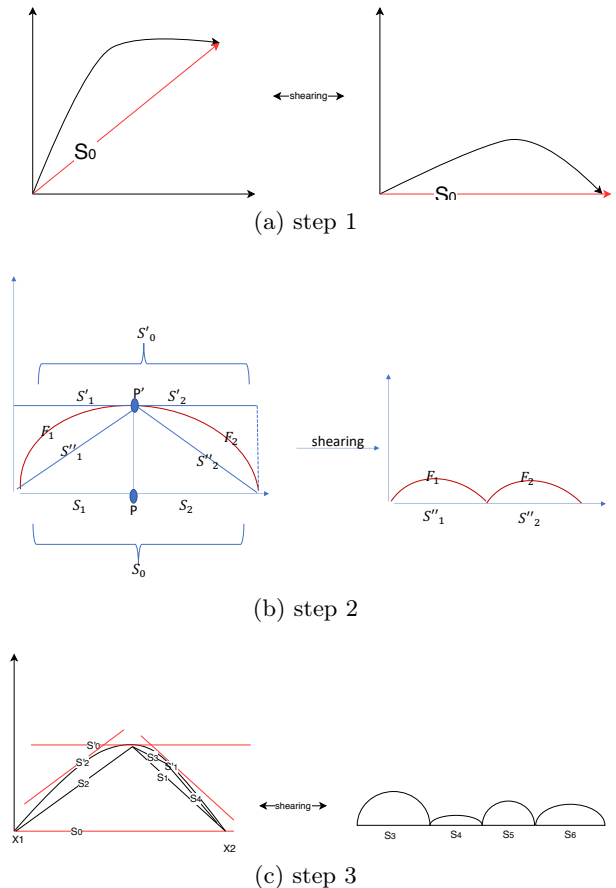 S0
shearing
S0
(a) step 1
S'0
S'1
P'
S'2
F1
F2
S''1
S''2
S1
P
S2
S0
shearing
F1
F2
S''1
S''2
(b) step 2
S'0
S'2
S3
S'1
S2
S1
S4
X1
S0
X2
shearing
S3
S4
S5
S6
(c) step 3